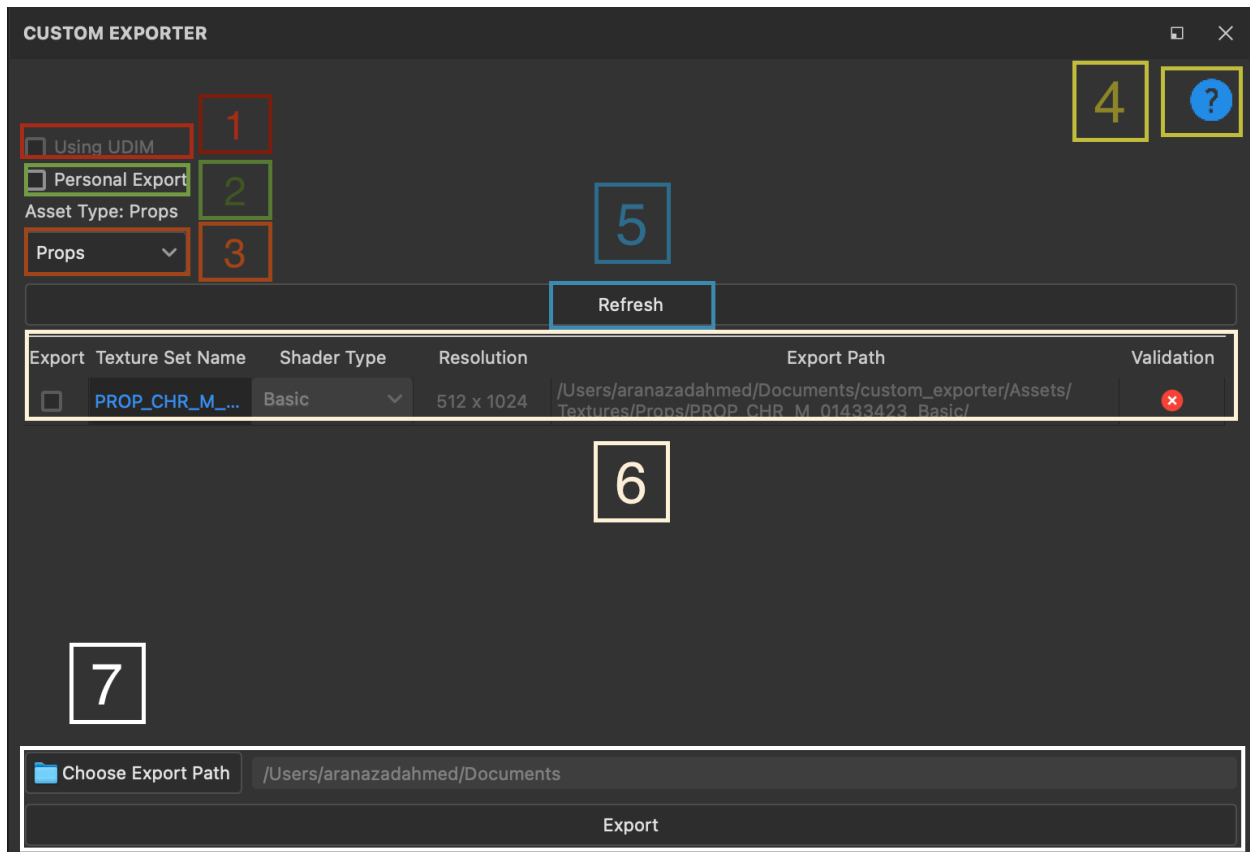 CUSTOM EXPORTER
4
?
1
Using UDIM
Personal Export
2
Asset Type: Props
Props
3
5
Refresh
Export Texture Set Name Shader Type Resolution Export Path Validation
PROP_CHR_M_... Basic 512 x 1024 /Users/aranazadahmed/Documents/custom_exporter/Assets/
Textures/Props/PROP_CHR_M_01433423_Basic/
6
7
Choose Export Path /Users/aranazadahmed/Documents
Export